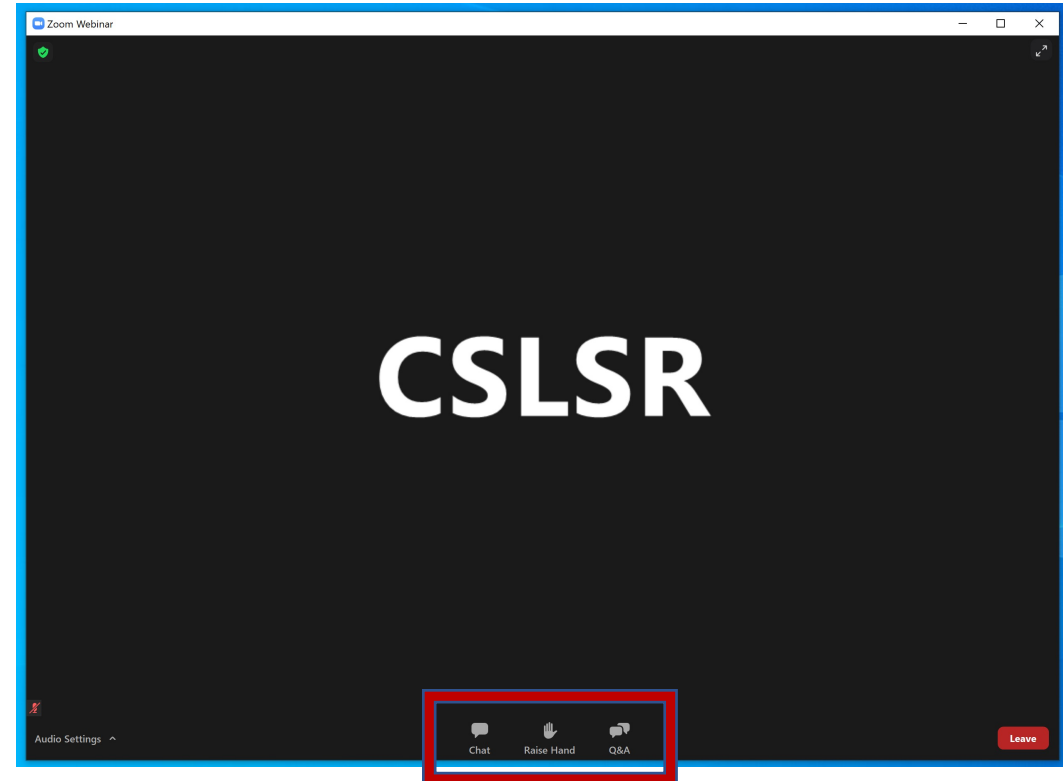 Zoom Webinar
CSLSR
Audio Settings
Chat
Raise Hand
Q&A
Leave